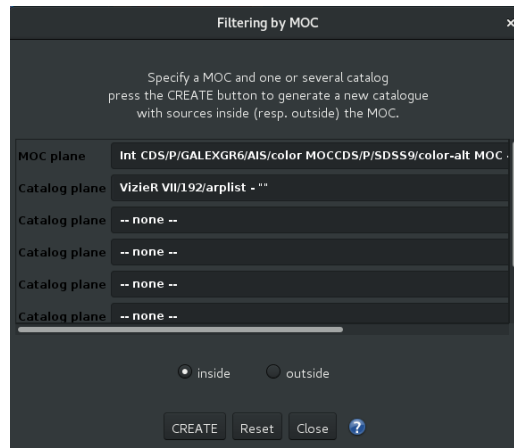 Filtering by MOC
×
Specify a MOC and one or several catalog
press the CREATE button to generate a new catalogue
with sources inside (resp. outside) the MOC.
MOC plane Int CDS/P/GALEXGR6/AIS/color MOCCDS/P/SDSS9/color-alt MOC -
Catalog plane VizieR VII/192/arplist - ""
Catalog plane -- none --
Catalog plane -- none --
Catalog plane -- none --
Catalog plane -- none --
inside outside
CREATE Reset Close ?